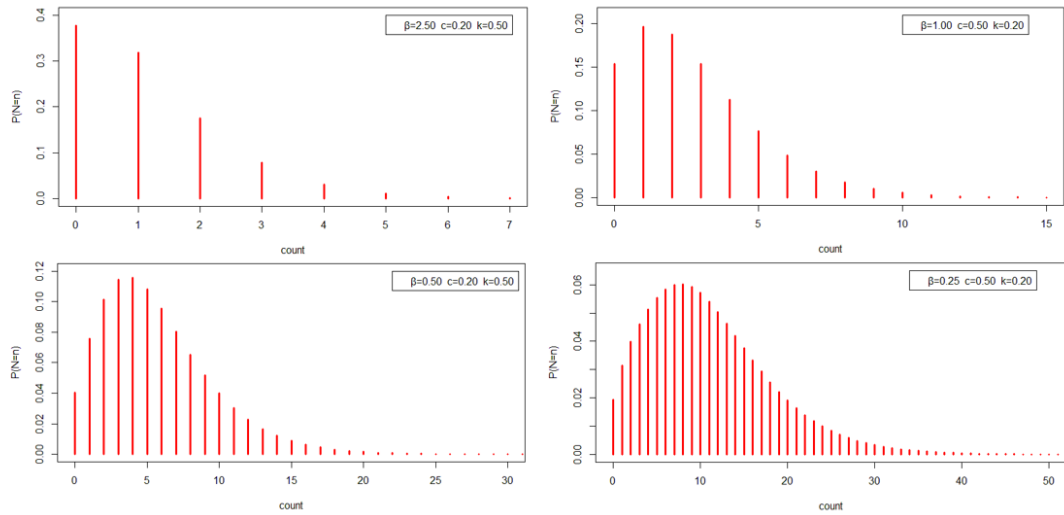 β=2.50 c=0.20 k=0.50
P(N=n)
0.4
0.3
0.2
0.1
0.0
0 1 2 3 4 5 6 7
count
β=1.00 c=0.50 k=0.20
P(N=n)
0.20
0.15
0.10
0.05
0.00
0 5 10 15
count
β=0.50 c=0.20 k=0.50
P(N=n)
0.12
0.10
0.08
0.06
0.04
0.02
0.00
0 5 10 15 20 25 30
count
β=0.25 c=0.50 k=0.20
P(N=n)
0.06
0.04
0.02
0.00
0 10 20 30 40 50
count